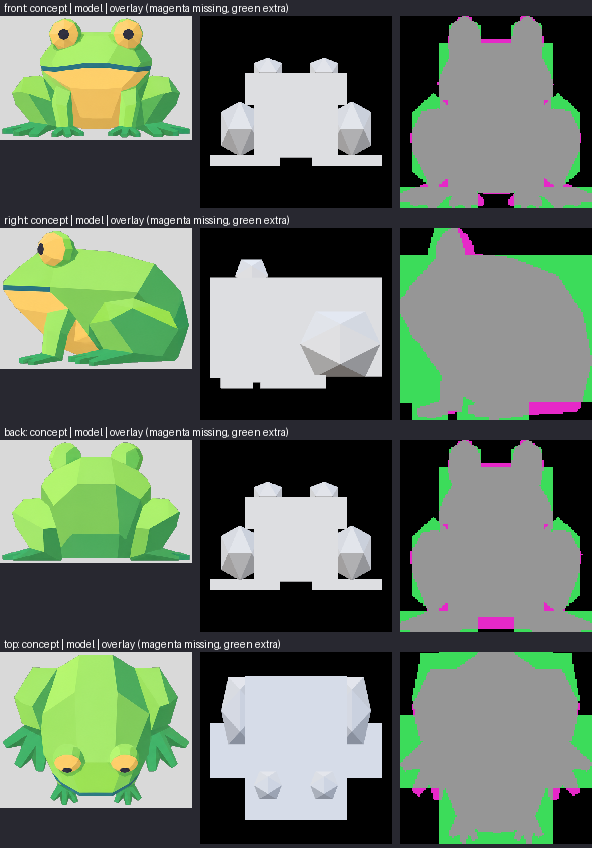 front: concept | model | overlay (magenta missing, green extra)
right: concept | model | overlay (magenta missing, green extra)
back: concept | model | overlay (magenta missing, green extra)
top: concept | model | overlay (magenta missing, green extra)